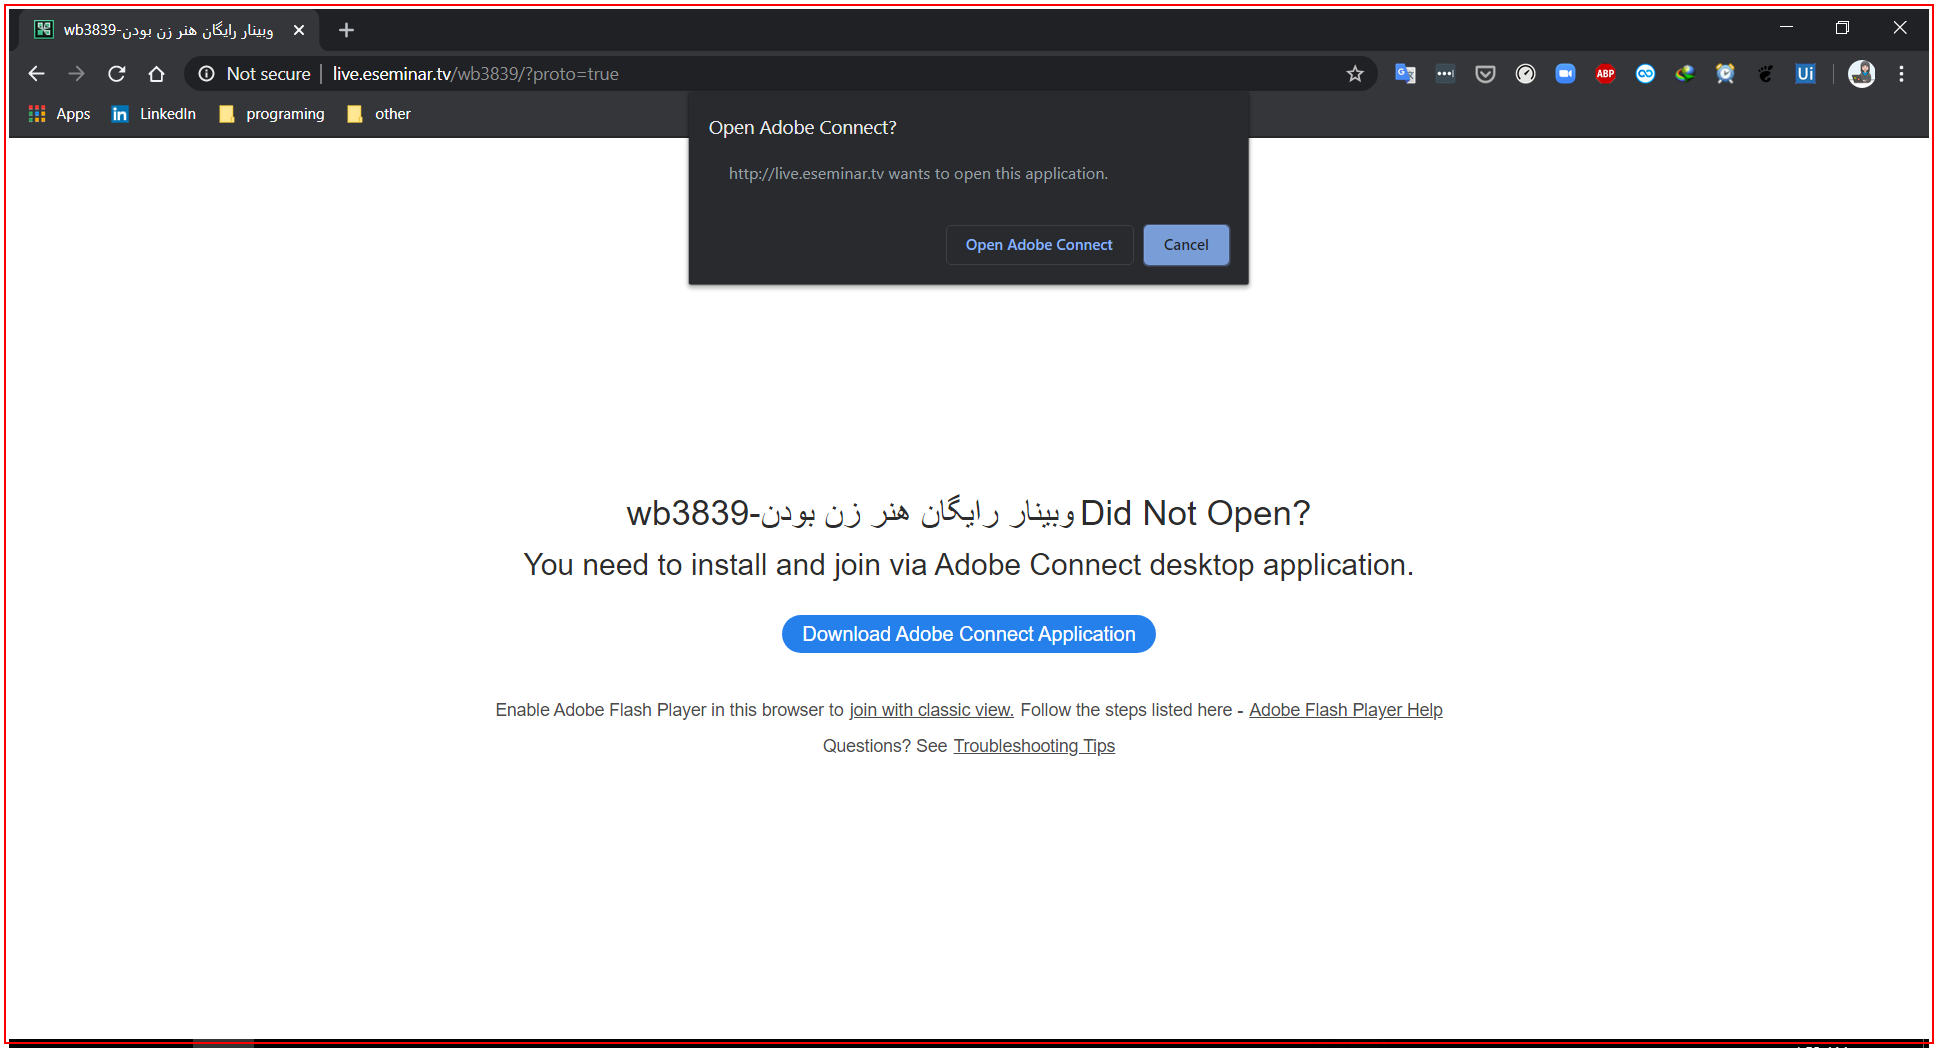 wb3839-وبینار رایگان هنر زن بودن
Not secure | live.eseminar.tv/wb3839/?proto=true
ABP
Ui
Apps
in LinkedIn
programing
other
Open Adobe Connect?
http://live.eseminar.tv wants to open this application.
Open Adobe Connect
Cancel
wb3839-وبینار رایگان هنر زن بودن Did Not Open?
You need to install and join via Adobe Connect desktop application.
Download Adobe Connect Application
Enable Adobe Flash Player in this browser to join with classic view. Follow the steps listed here - Adobe Flash Player Help
Questions? See Troubleshooting Tips